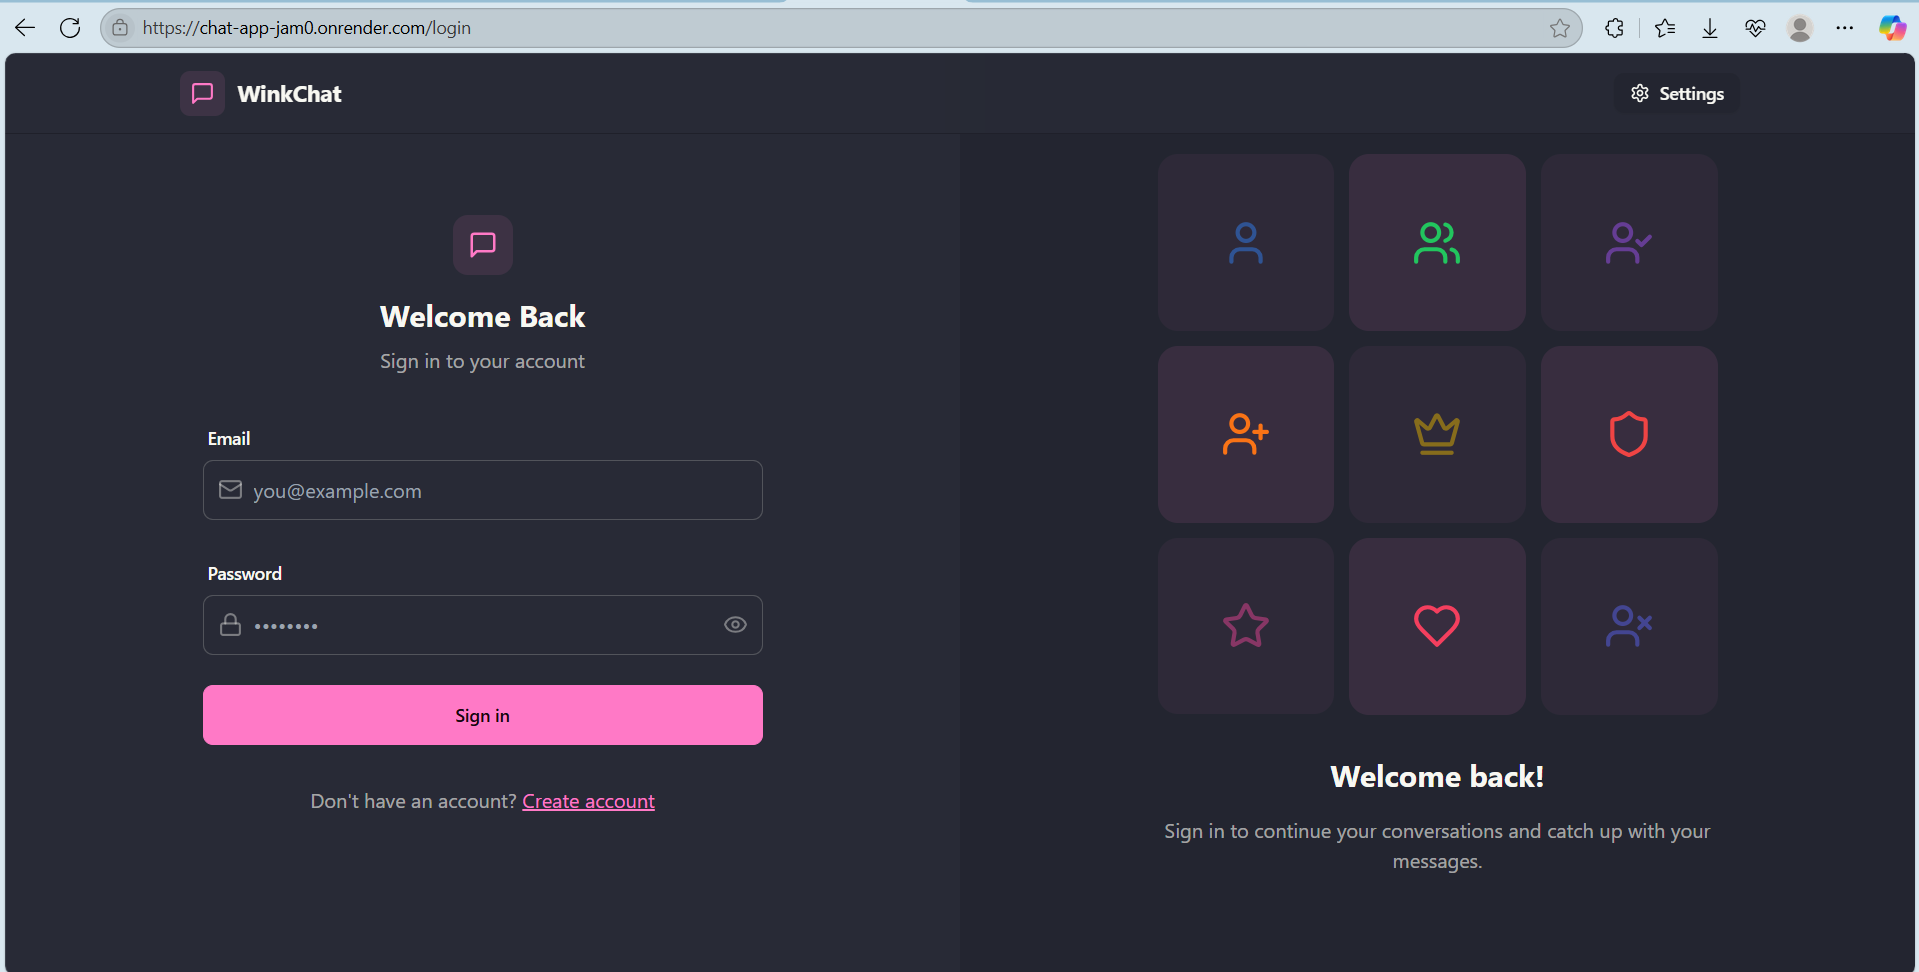 https://chat-app-jam0.onrender.com/login
WinkChat
Settings
Welcome Back
Sign in to your account
Email
you@example.com
Password
••••••••
Sign in
Don't have an account? Create account
Welcome back!
Sign in to continue your conversations and catch up with your
messages.